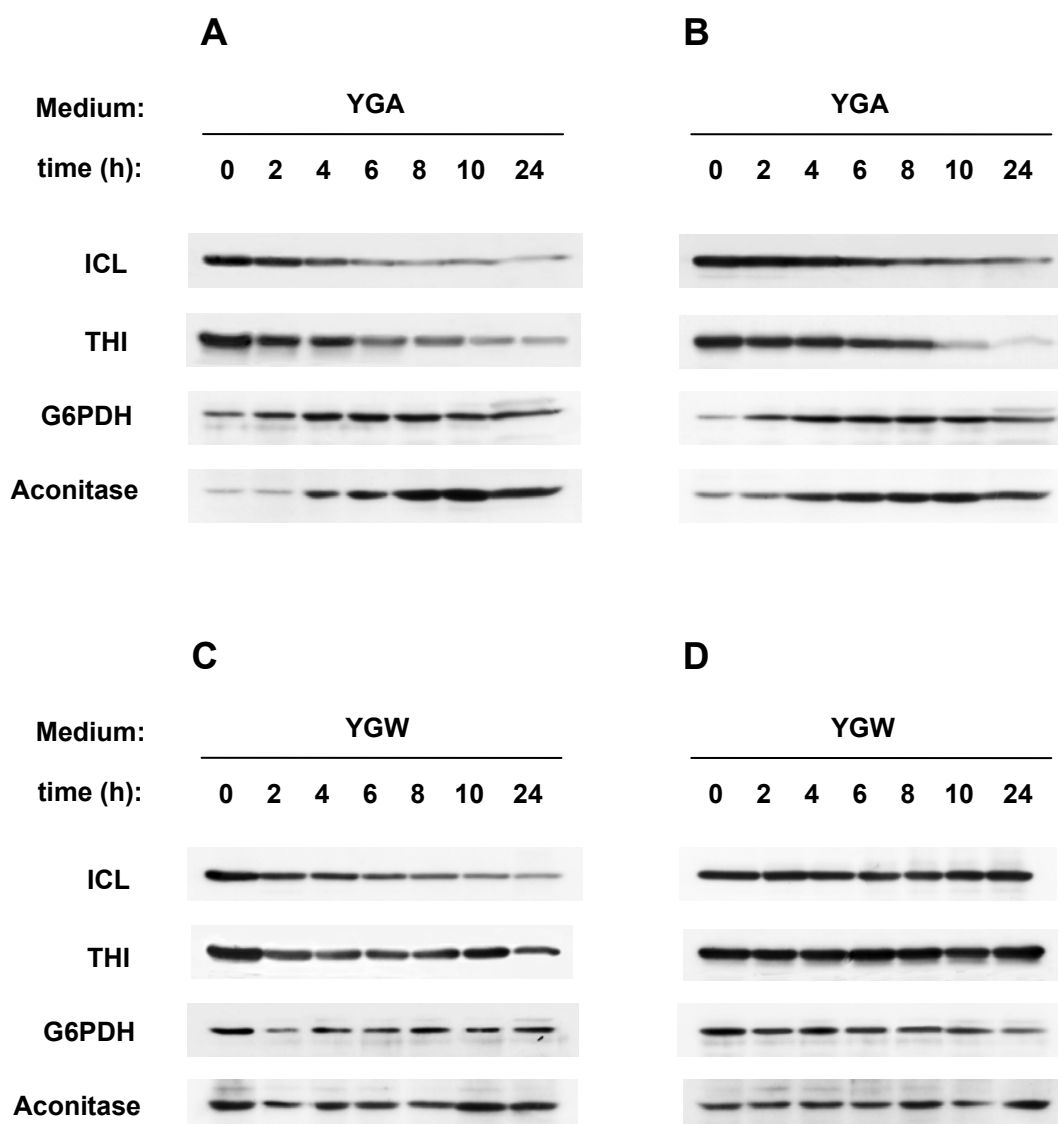 A B
Medium: YGA YGA
time (h): 0 2 4 6 8 10 24 0 2 4 6 8 10 24
ICL
THI
G6PDH
Aconitase
C D
Medium: YGW YGW
time (h): 0 2 4 6 8 10 24 0 2 4 6 8 10 24
ICL
THI
G6PDH
Aconitase